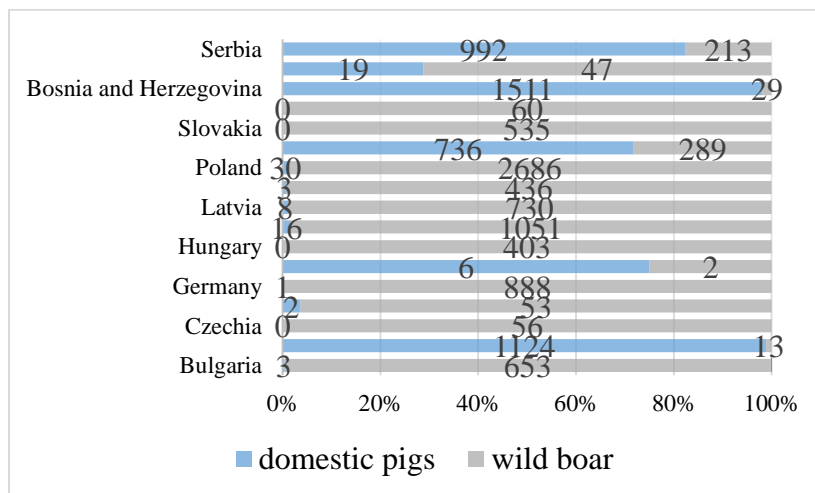 Serbia 992 213
19 47
Bosnia and Herzegovina 1511 29
0 60
Slovakia 0 535
736 289
Poland 30 2686
3 436
Latvia 8 730
16 1051
Hungary 0 403
6 2
Germany 1 888
2 53
Czechia 0 56
1124 13
Bulgaria 3 653
0% 20% 40% 60% 80% 100%
domestic pigs wild boar